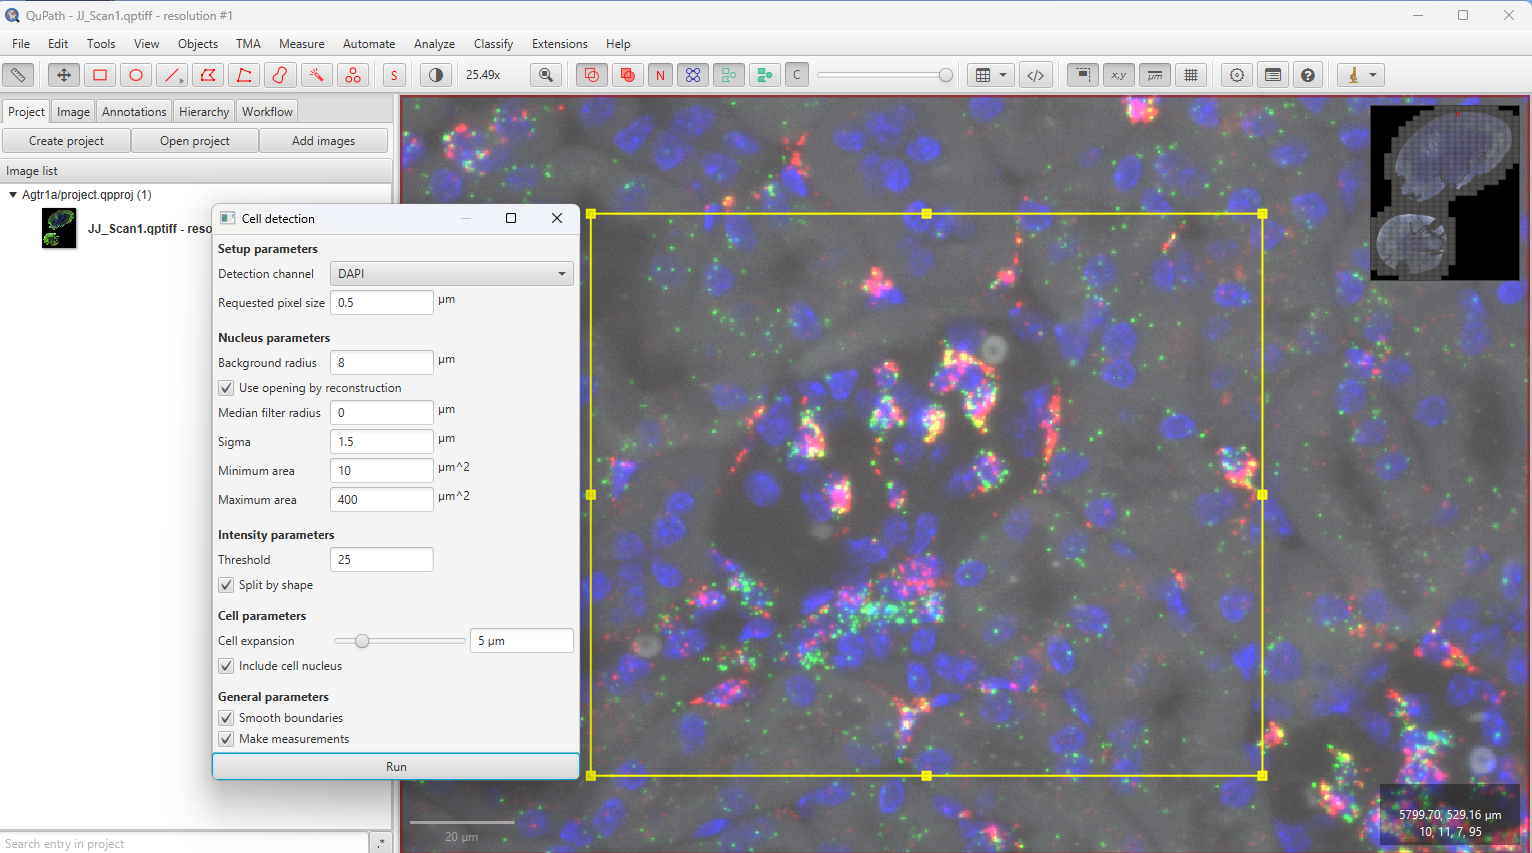 QuPath - JJ_Scan1.qptiff - resolution #1
File Edit Tools View Objects TMA Measure Automate Analyze Classify Extensions Help
S 25.49x N C x,y µm </> ?
Project Image Annotations Hierarchy Workflow
Create project Open project Add images
Image list
Agtr1a/project.qpproj (1)
JJ_Scan1.qptiff - reso
Cell detection
Setup parameters
Detection channel DAPI
Requested pixel size 0.5 µm
Nucleus parameters
Background radius 8 µm
Use opening by reconstruction
Median filter radius 0 µm
Sigma 1.5 µm
Minimum area 10 µm^2
Maximum area 400 µm^2
Intensity parameters
Threshold 25
Split by shape
Cell parameters
Cell expansion 5 µm
Include cell nucleus
General parameters
Smooth boundaries
Make measurements
Run
20 µm
5799.70, 529.16 µm
10, 11, 7, 95
Search entry in project .*